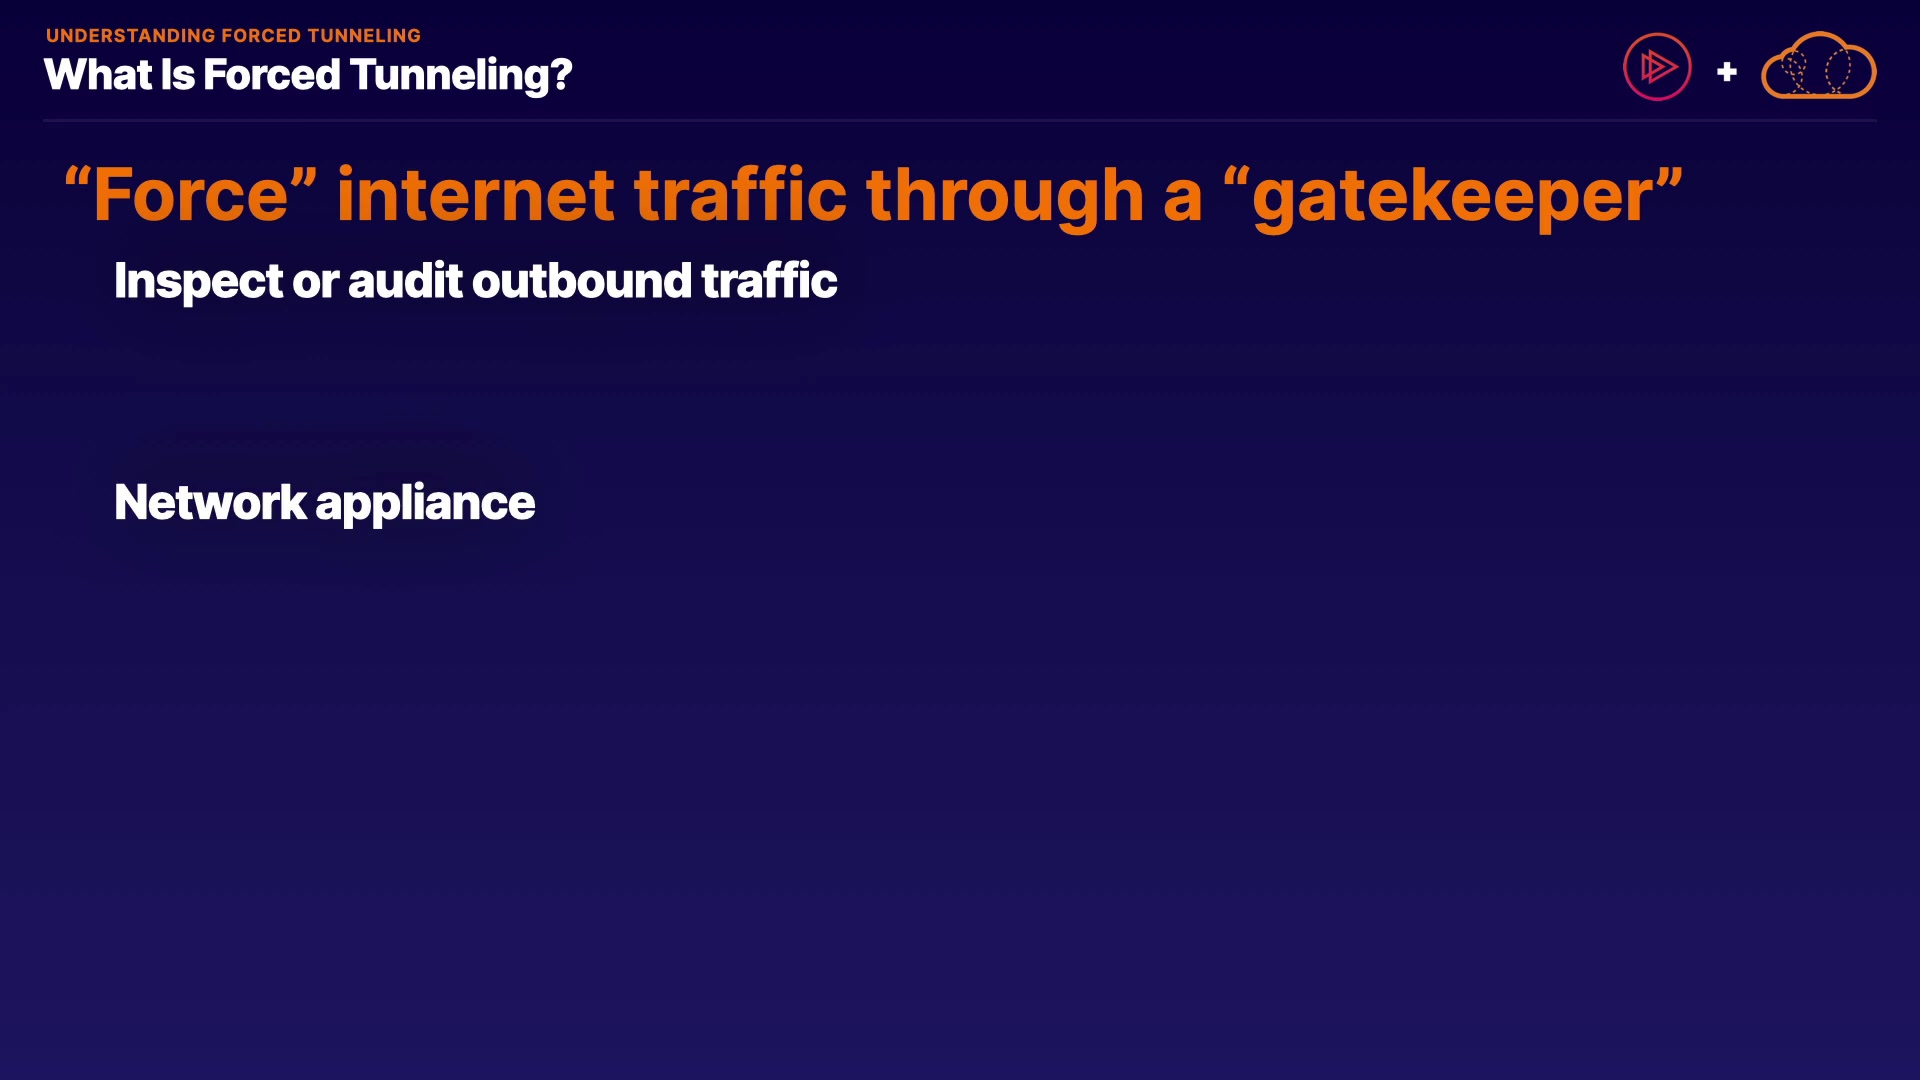 UNDERSTANDING FORCED TUNNELING
What Is Forced Tunneling?
+
“Force” internet traffic through a “gatekeeper”
Inspect or audit outbound traffic
Network appliance